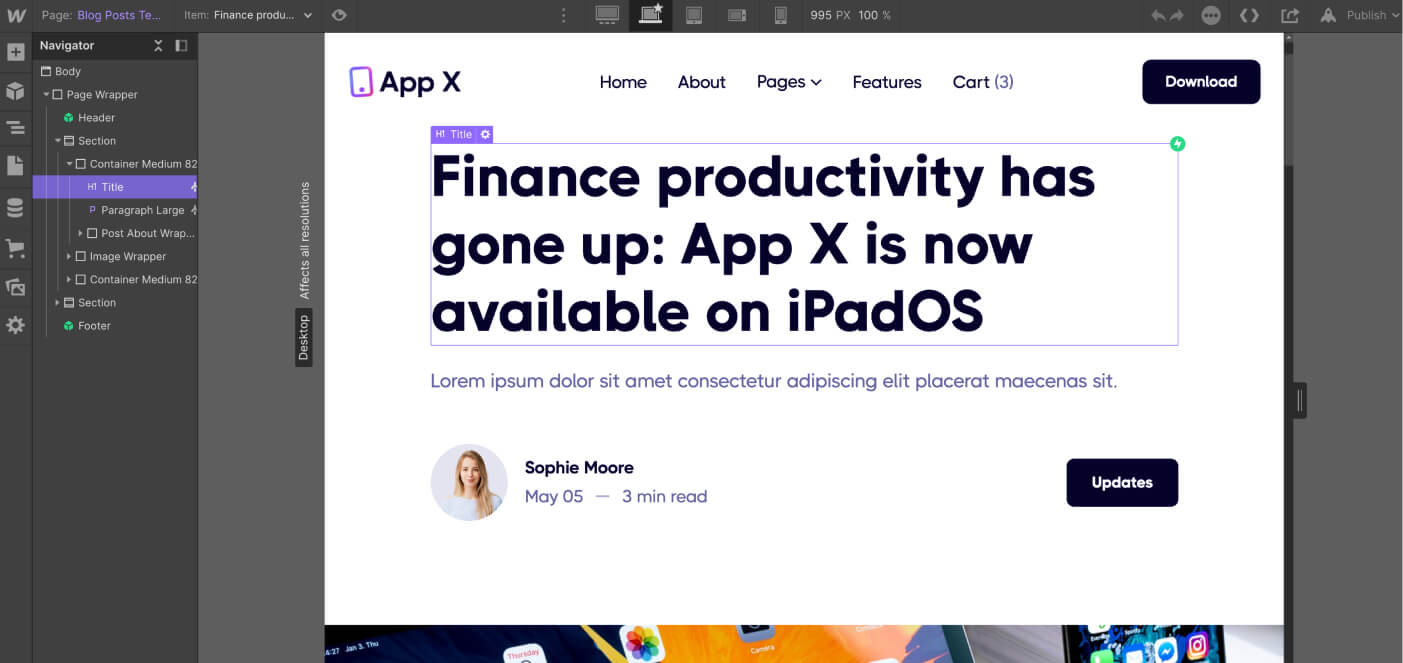 Page: Blog Posts Te...
Item: Finance produ...
995 PX 100 %
Publish
Navigator
Body
Page Wrapper
Header
Section
Container Medium 82
H1 Title
P Paragraph Large
Post About Wrap...
Image Wrapper
Container Medium 82
Section
Footer
Affects all resolutions
Desktop
App X
Home About Pages Features Cart (3)
Download
H1 Title
Finance productivity has
gone up: App X is now
available on iPadOS
Lorem ipsum dolor sit amet consectetur adipiscing elit placerat maecenas sit.
Sophie Moore
May 05 — 3 min read
Updates
Jan 3. Thu
Thursday
Camera